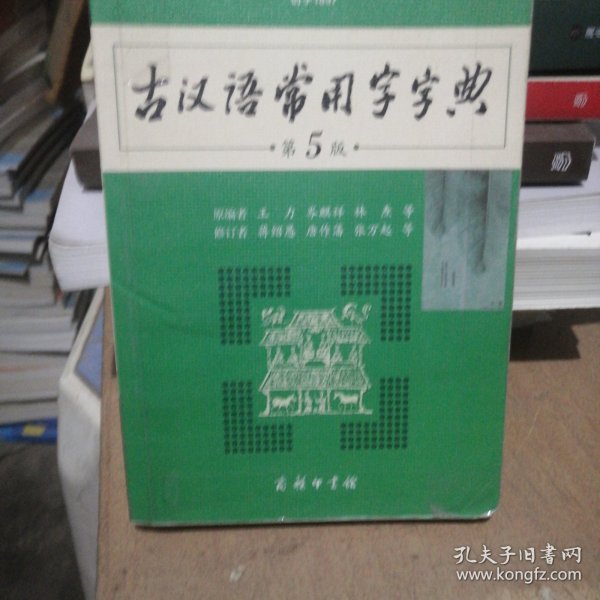 古汉语常用字字典
第5版
原编者 王力 岑麒祥 林焘 等
修订者 蒋绍愚 唐作藩 张万起 等
商务印书馆
孔夫子旧书网
www.kongfz.com